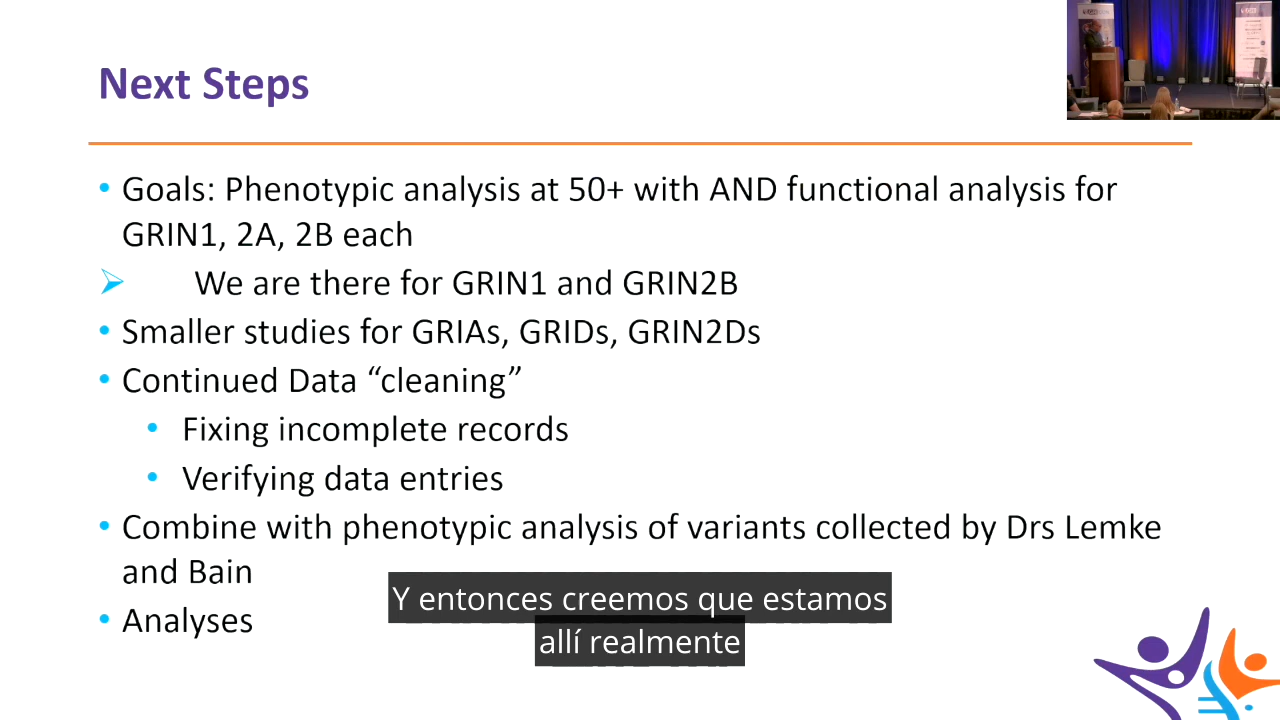 Next Steps
• Goals: Phenotypic analysis at 50+ with AND functional analysis for
GRIN1, 2A, 2B each
➢ We are there for GRIN1 and GRIN2B
• Smaller studies for GRIAs, GRIDs, GRIN2Ds
• Continued Data “cleaning”
• Fixing incomplete records
• Verifying data entries
• Combine with phenotypic analysis of variants collected by Drs Lemke
and Bain
• Analyses
Y entonces creemos que estamos
allí realmente